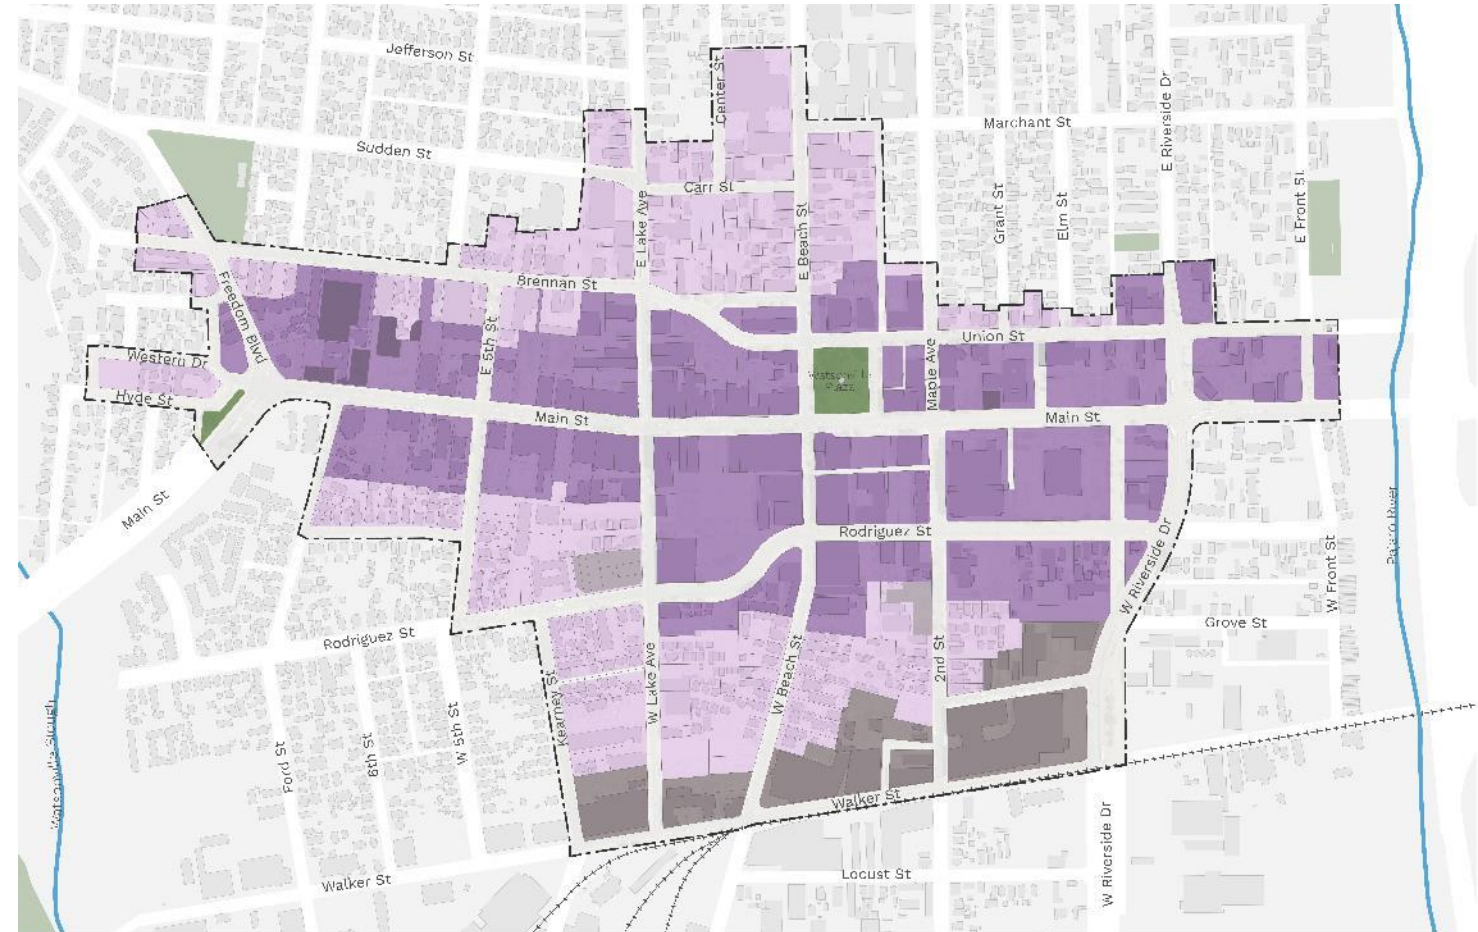 Jefferson St
Center St
Marchant St
E Riverside Dr
Sudden St
Carr St
E Lake Ave
E Beach St
Grant St
Elm St
E Front St
Brennan St
Freedom Blvd
E 5th St
Union St
Maple Ave
Western Dr
Hyde St
Plaza
Main St
Main St
Main St
Rodriguez St
Pajaro River
W Riverside Dr
W Front St
Grove St
Rodriguez St
Kearney St
W Lake Ave
W Beach St
2nd St
Watsonville Slough
Ford St
6th St
W 5th St
Walker St
Walker St
Locust St
W Riverside Dr